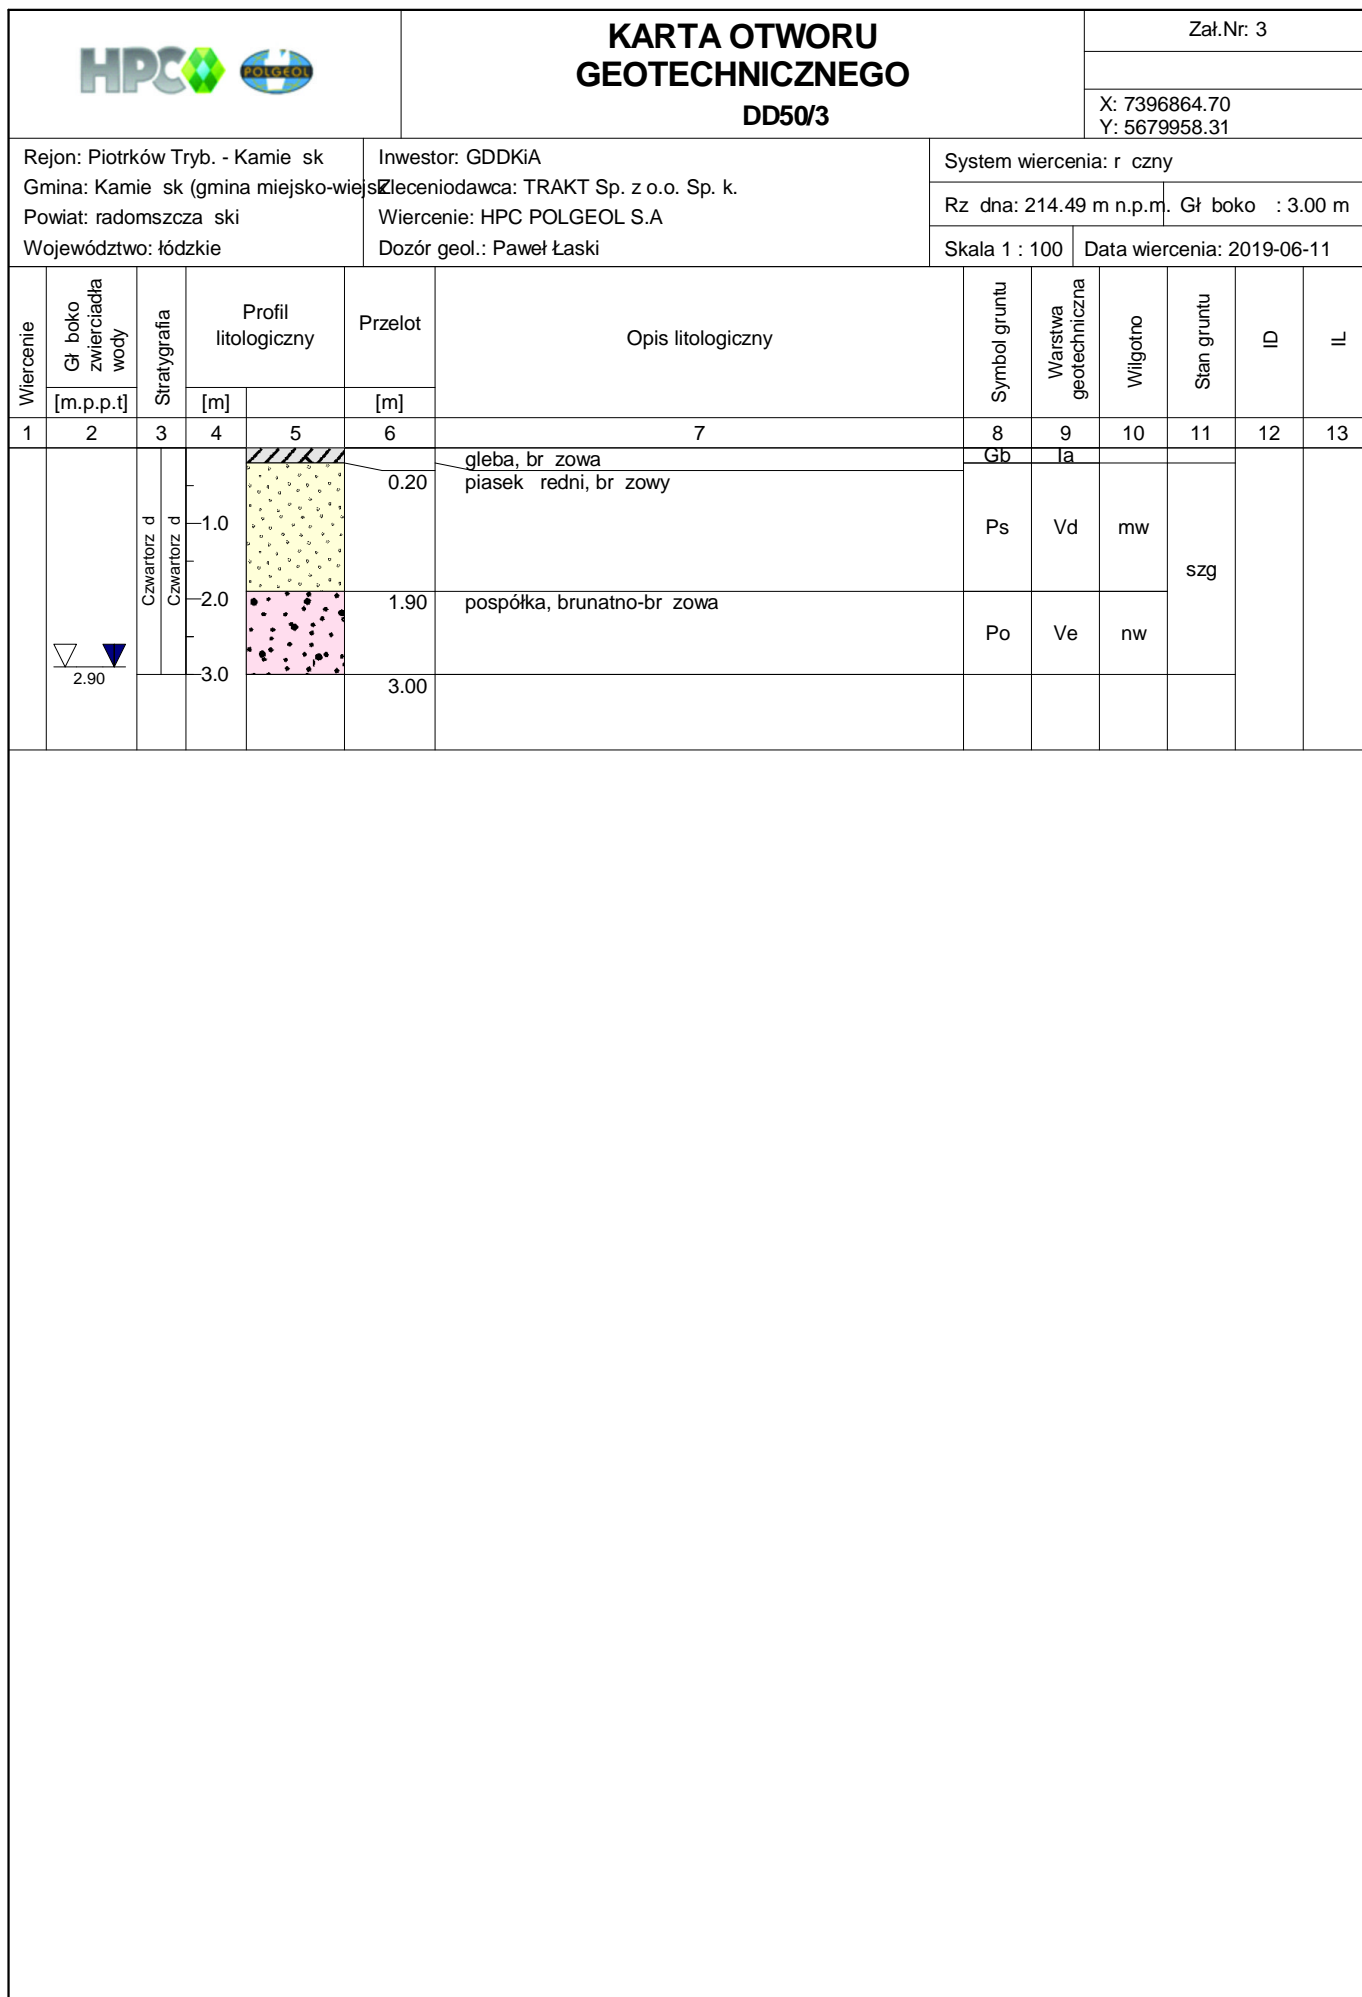 HPC POLGEOL
KARTA OTWORU
GEOTECHNICZNEGO
DD50/3
Zał.Nr: 3
X: 7396864.70
Y: 5679958.31
Rejon: Piotrków Tryb. - Kamie sk
Gmina: Kamie sk (gmina miejsko-wiejsk
Powiat: radomszcza ski
Województwo: łódzkie
Inwestor: GDDKiA
Zleceniodawca: TRAKT Sp. z o.o. Sp. k.
Wiercenie: HPC POLGEOL S.A
Dozór geol.: Paweł Łaski
System wiercenia: r czny
Rz dna: 214.49 m n.p.m. Gł boko : 3.00 m
Skala 1 : 100 Data wiercenia: 2019-06-11
Wiercenie
Gł boko
zwierciadła
wody
[m.p.p.t]
Stratygrafia
Profil
litologiczny
[m]
Przelot
[m]
Opis litologiczny
Symbol gruntu
Warstwa
geotechniczna
Wilgotno
Stan gruntu
ID
IL
1 2 3 4 5 6 7 8 9 10 11 12 13
gleba, br zowa Gb Ia
0.20 piasek redni, br zowy
Czwartorz d
Czwartorz d
1.0 Ps Vd mw
szg
2.0 1.90 pospółka, brunatno-br zowa
Po Ve nw
2.90
3.0 3.00